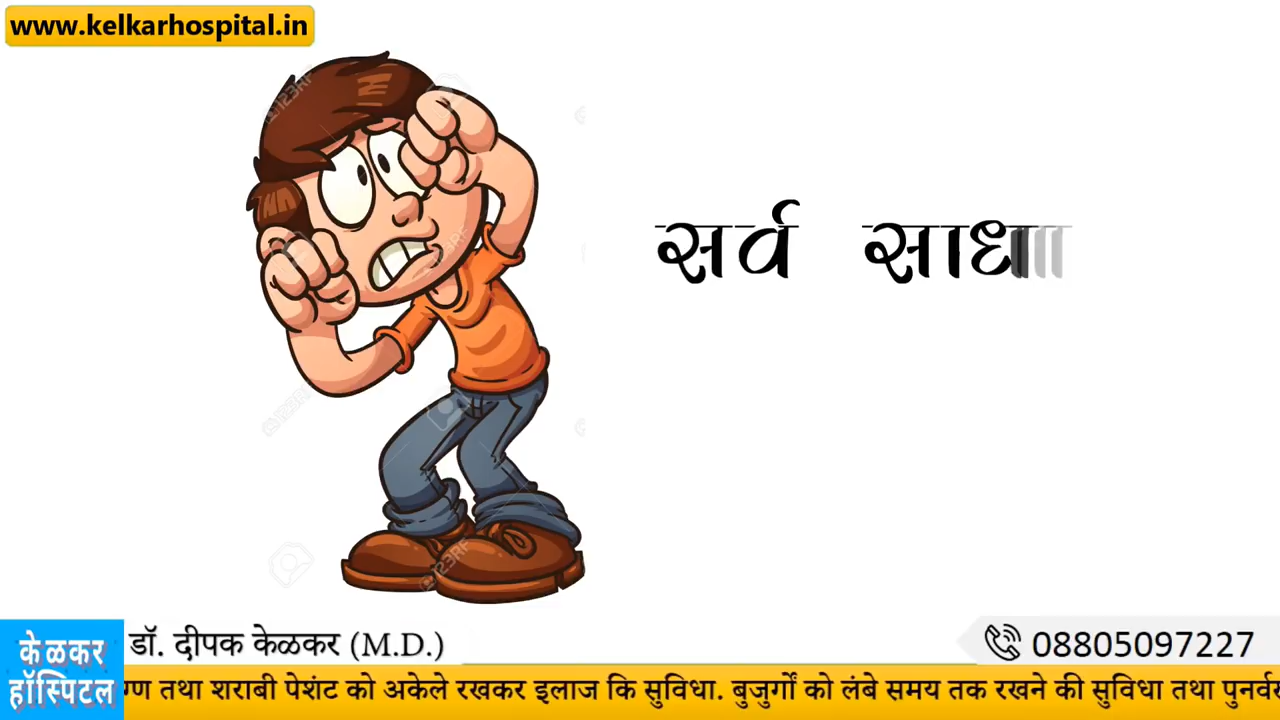 www.kelkarhospital.in
सर्व साधा
केळकर
हॉस्पिटल
डॉ. दीपक केळकर (M.D.)
08805097227
तथा शराबी पेशंट को अकेले रखकर इलाज कि सुविधा. बुजुर्गों को लंबे समय तक रखने की सुविधा तथा